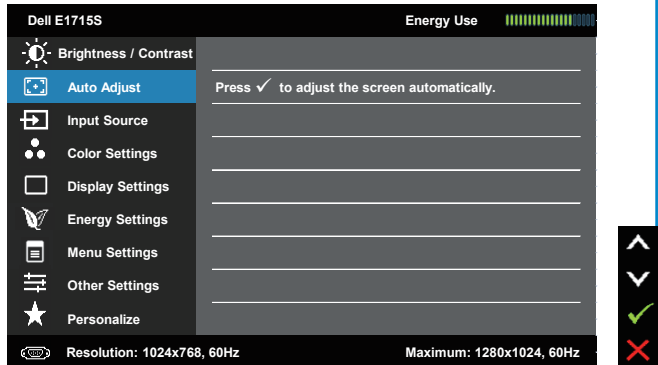 Dell E1715S Energy Use
Brightness / Contrast
Auto Adjust Press ✓ to adjust the screen automatically.
Input Source
Color Settings
Display Settings
Energy Settings
Menu Settings
Other Settings
Personalize
Resolution: 1024x768, 60Hz Maximum: 1280x1024, 60Hz